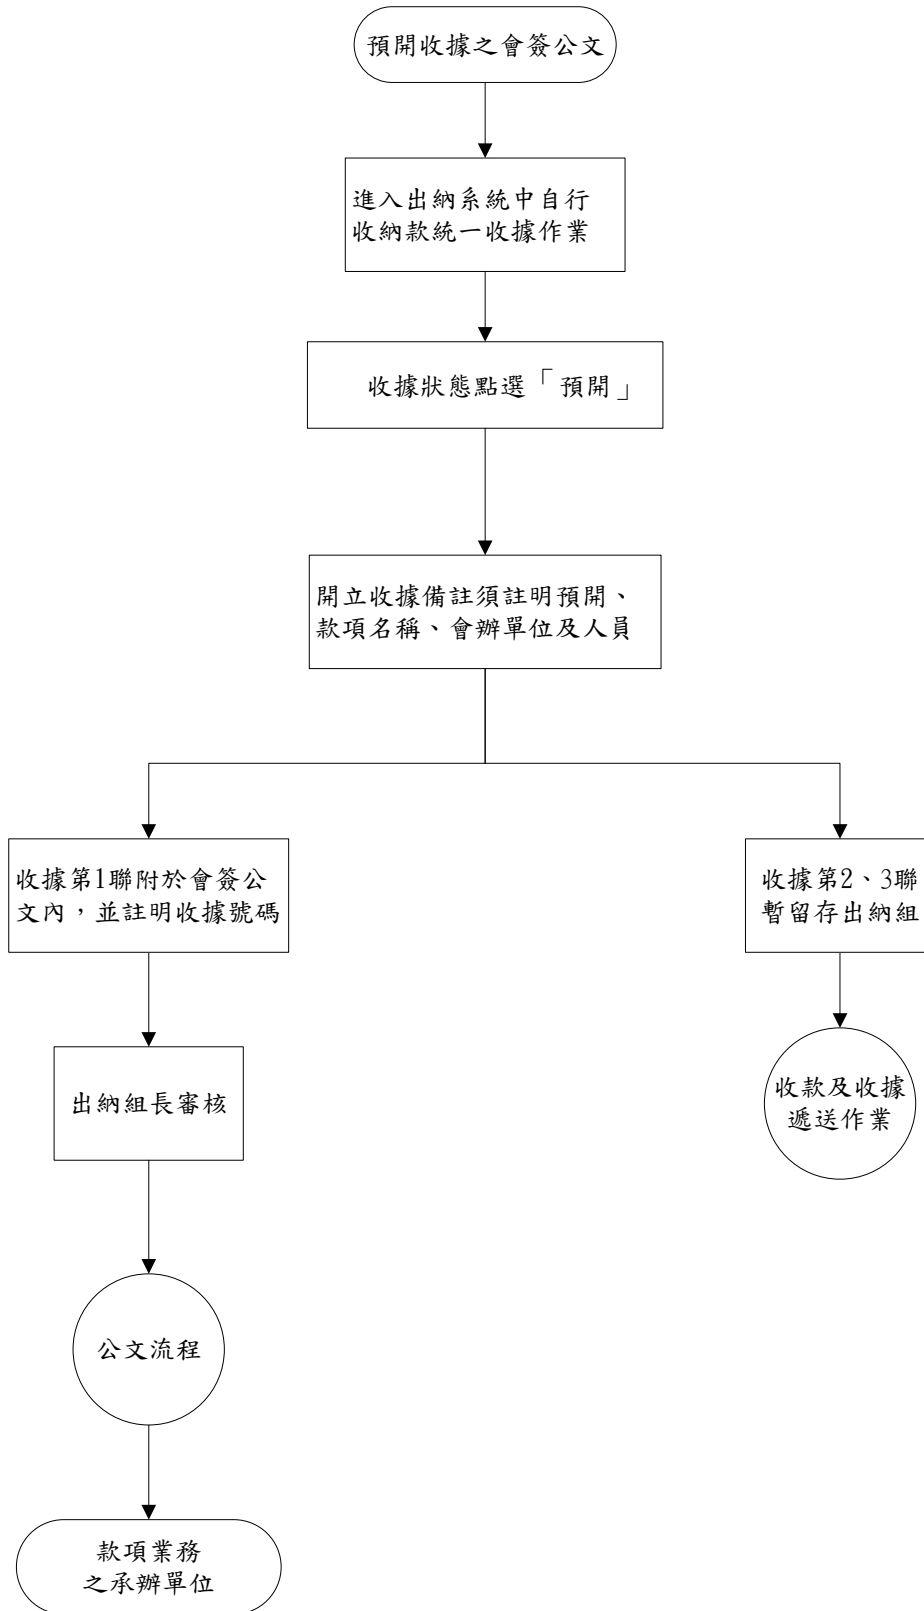 預開收據之會簽公文
進入出納系統中自行
收納款統一收據作業
收據狀態點選「預開」
開立收據備註須註明預開、
款項名稱、會辦單位及人員
收據第1聯附於會簽公
文內，並註明收據號碼
收據第2、3聯
暫留存出納組
出納組長審核
收款及收據
遞送作業
公文流程
款項業務
之承辦單位